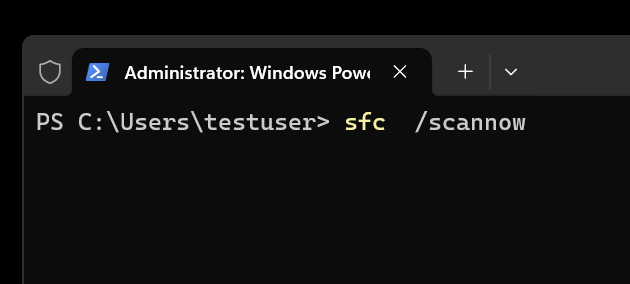 Administrator: Windows Powe
PS C:\Users\testuser> sfc  /scannow